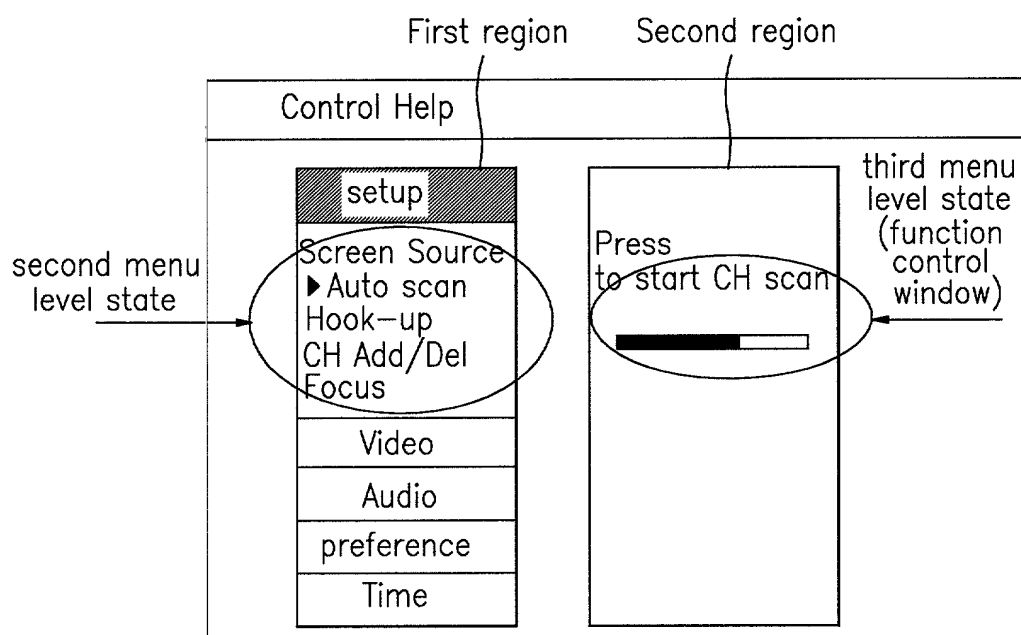 First region
Second region
Control Help
setup
Screen Source
▶Auto scan
Hook-up
CH Add/Del
Focus
Video
Audio
preference
Time
second menu
level state
Press
to start CH scan
third menu
level state
(function
control
window)